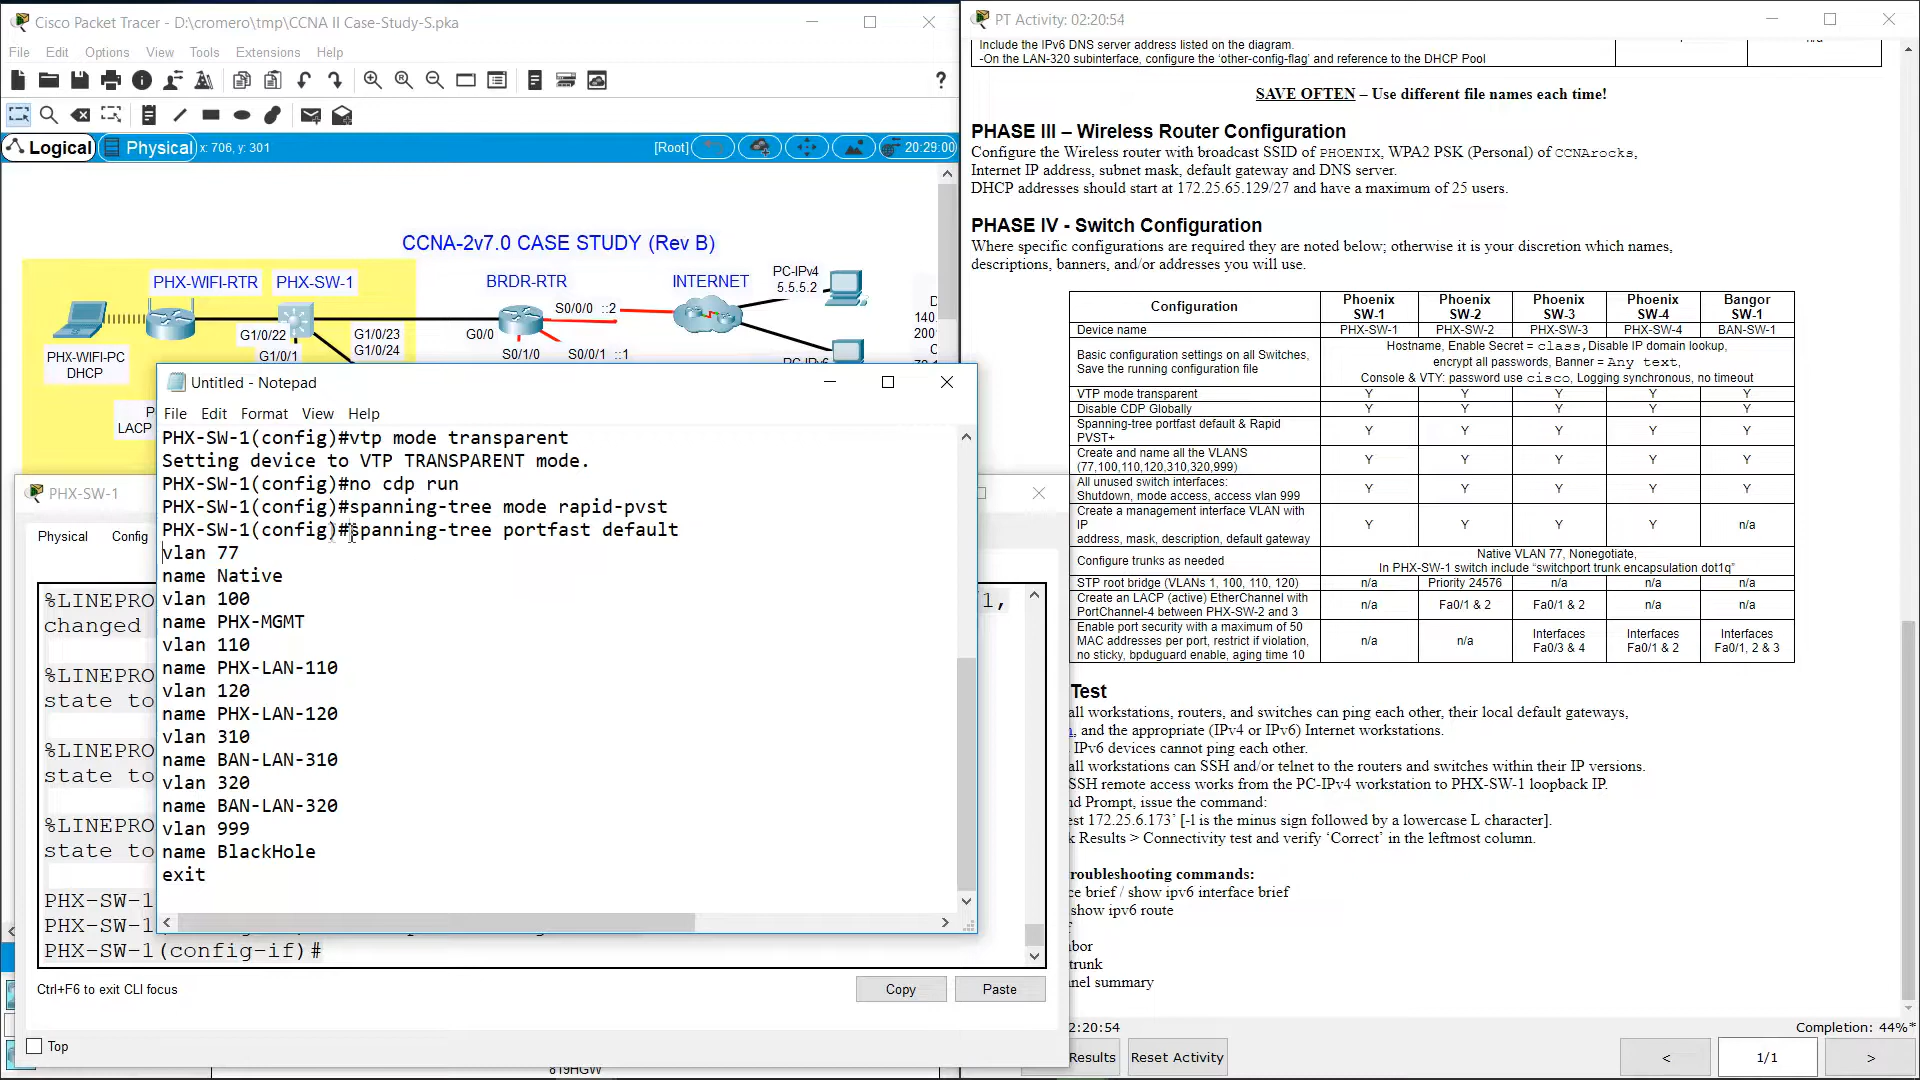 Cisco Packet Tracer - D:\cromero\tmp\CCNA II Case-Study-S.pka
File Edit Options View Tools Extensions Help
Logical
Physical
x: 706, y: 301
[Root]
20:29:00
CCNA-2v7.0 CASE STUDY (Rev B)
PHX-WIFI-RTR
PHX-SW-1
BRDR-RTR
INTERNET
PC-IPv4
5.5.5.2
S0/0/0 ::2
G1/0/22
G1/0/23
G1/0/24
G0/0
G1/0/1
S0/1/0
S0/0/1 ::1
PHX-WIFI-PC
DHCP
LACP
Untitled - Notepad
File Edit Format View Help
PHX-SW-1(config)#vtp mode transparent
Setting device to VTP TRANSPARENT mode.
PHX-SW-1(config)#no cdp run
PHX-SW-1(config)#spanning-tree mode rapid-pvst
PHX-SW-1(config)#spanning-tree portfast default
vlan 77
name Native
vlan 100
name PHX-MGMT
vlan 110
name PHX-LAN-110
vlan 120
name PHX-LAN-120
vlan 310
name BAN-LAN-310
vlan 320
name BAN-LAN-320
vlan 999
name BlackHole
exit
PHX-SW-1
Physical Config
%LINEPRO
changed
%LINEPRO
state to
%LINEPRO
state to
%LINEPRO
state to
PHX-SW-1
PHX-SW-1
PHX-SW-1(config-if)#
Ctrl+F6 to exit CLI focus
Copy
Paste
Top
819HGW
PT Activity: 02:20:54
Include the IPv6 DNS server address listed on the diagram.
-On the LAN-320 subinterface, configure the 'other-config-flag' and reference to the DHCP Pool
n/a
SAVE OFTEN – Use different file names each time!
PHASE III – Wireless Router Configuration
Configure the Wireless router with broadcast SSID of PHOENIX, WPA2 PSK (Personal) of CCNArocks,
Internet IP address, subnet mask, default gateway and DNS server.
DHCP addresses should start at 172.25.65.129/27 and have a maximum of 25 users.
PHASE IV - Switch Configuration
Where specific configurations are required they are noted below; otherwise it is your discretion which names,
descriptions, banners, and/or addresses you will use.
Configuration
Phoenix SW-1
Phoenix SW-2
Phoenix SW-3
Phoenix SW-4
Bangor SW-1
Device name PHX-SW-1 PHX-SW-2 PHX-SW-3 PHX-SW-4 BAN-SW-1
Basic configuration settings on all Switches,
Save the running configuration file
Hostname, Enable Secret = class, Disable IP domain lookup,
encrypt all passwords, Banner = Any text,
Console & VTY: password use cisco, Logging synchronous, no timeout
VTP mode transparent Y Y Y Y Y
Disable CDP Globally Y Y Y Y Y
Spanning-tree portfast default & Rapid
PVST+
Y Y Y Y Y
Create and name all the VLANS
(77,100,110,120,310,320,999)
Y Y Y Y Y
All unused switch interfaces:
Shutdown, mode access, access vlan 999
Y Y Y Y Y
Create a management interface VLAN with
IP
address, mask, description, default gateway
Y Y Y Y n/a
Configure trunks as needed
Native VLAN 77, Nonegotiate,
In PHX-SW-1 switch include "switchport trunk encapsulation dot1q"
STP root bridge (VLANs 1, 100, 110, 120) n/a Priority 24576 n/a n/a n/a
Create an LACP (active) EtherChannel with
PortChannel-4 between PHX-SW-2 and 3
n/a Fa0/1 & 2 Fa0/1 & 2 n/a n/a
Enable port security with a maximum of 50
MAC addresses per port, restrict if violation,
no sticky, bpduguard enable, aging time 10
n/a
n/a
Interfaces
Fa0/3 & 4
Interfaces
Fa0/1 & 2
Interfaces
Fa0/1, 2 & 3
Test
all workstations, routers, and switches can ping each other, their local default gateways,
, and the appropriate (IPv4 or IPv6) Internet workstations.
IPv6 devices cannot ping each other.
all workstations can SSH and/or telnet to the routers and switches within their IP versions.
SSH remote access works from the PC-IPv4 workstation to PHX-SW-1 loopback IP.
nd Prompt, issue the command:
est 172.25.6.173' [-l is the minus sign followed by a lowercase L character].
k Results > Connectivity test and verify 'Correct' in the leftmost column.
roubleshooting commands:
ce brief / show ipv6 interface brief
show ipv6 route
f
bor
trunk
nel summary
2:20:54
Completion: 44%*
Results
Reset Activity
<
1/1
>